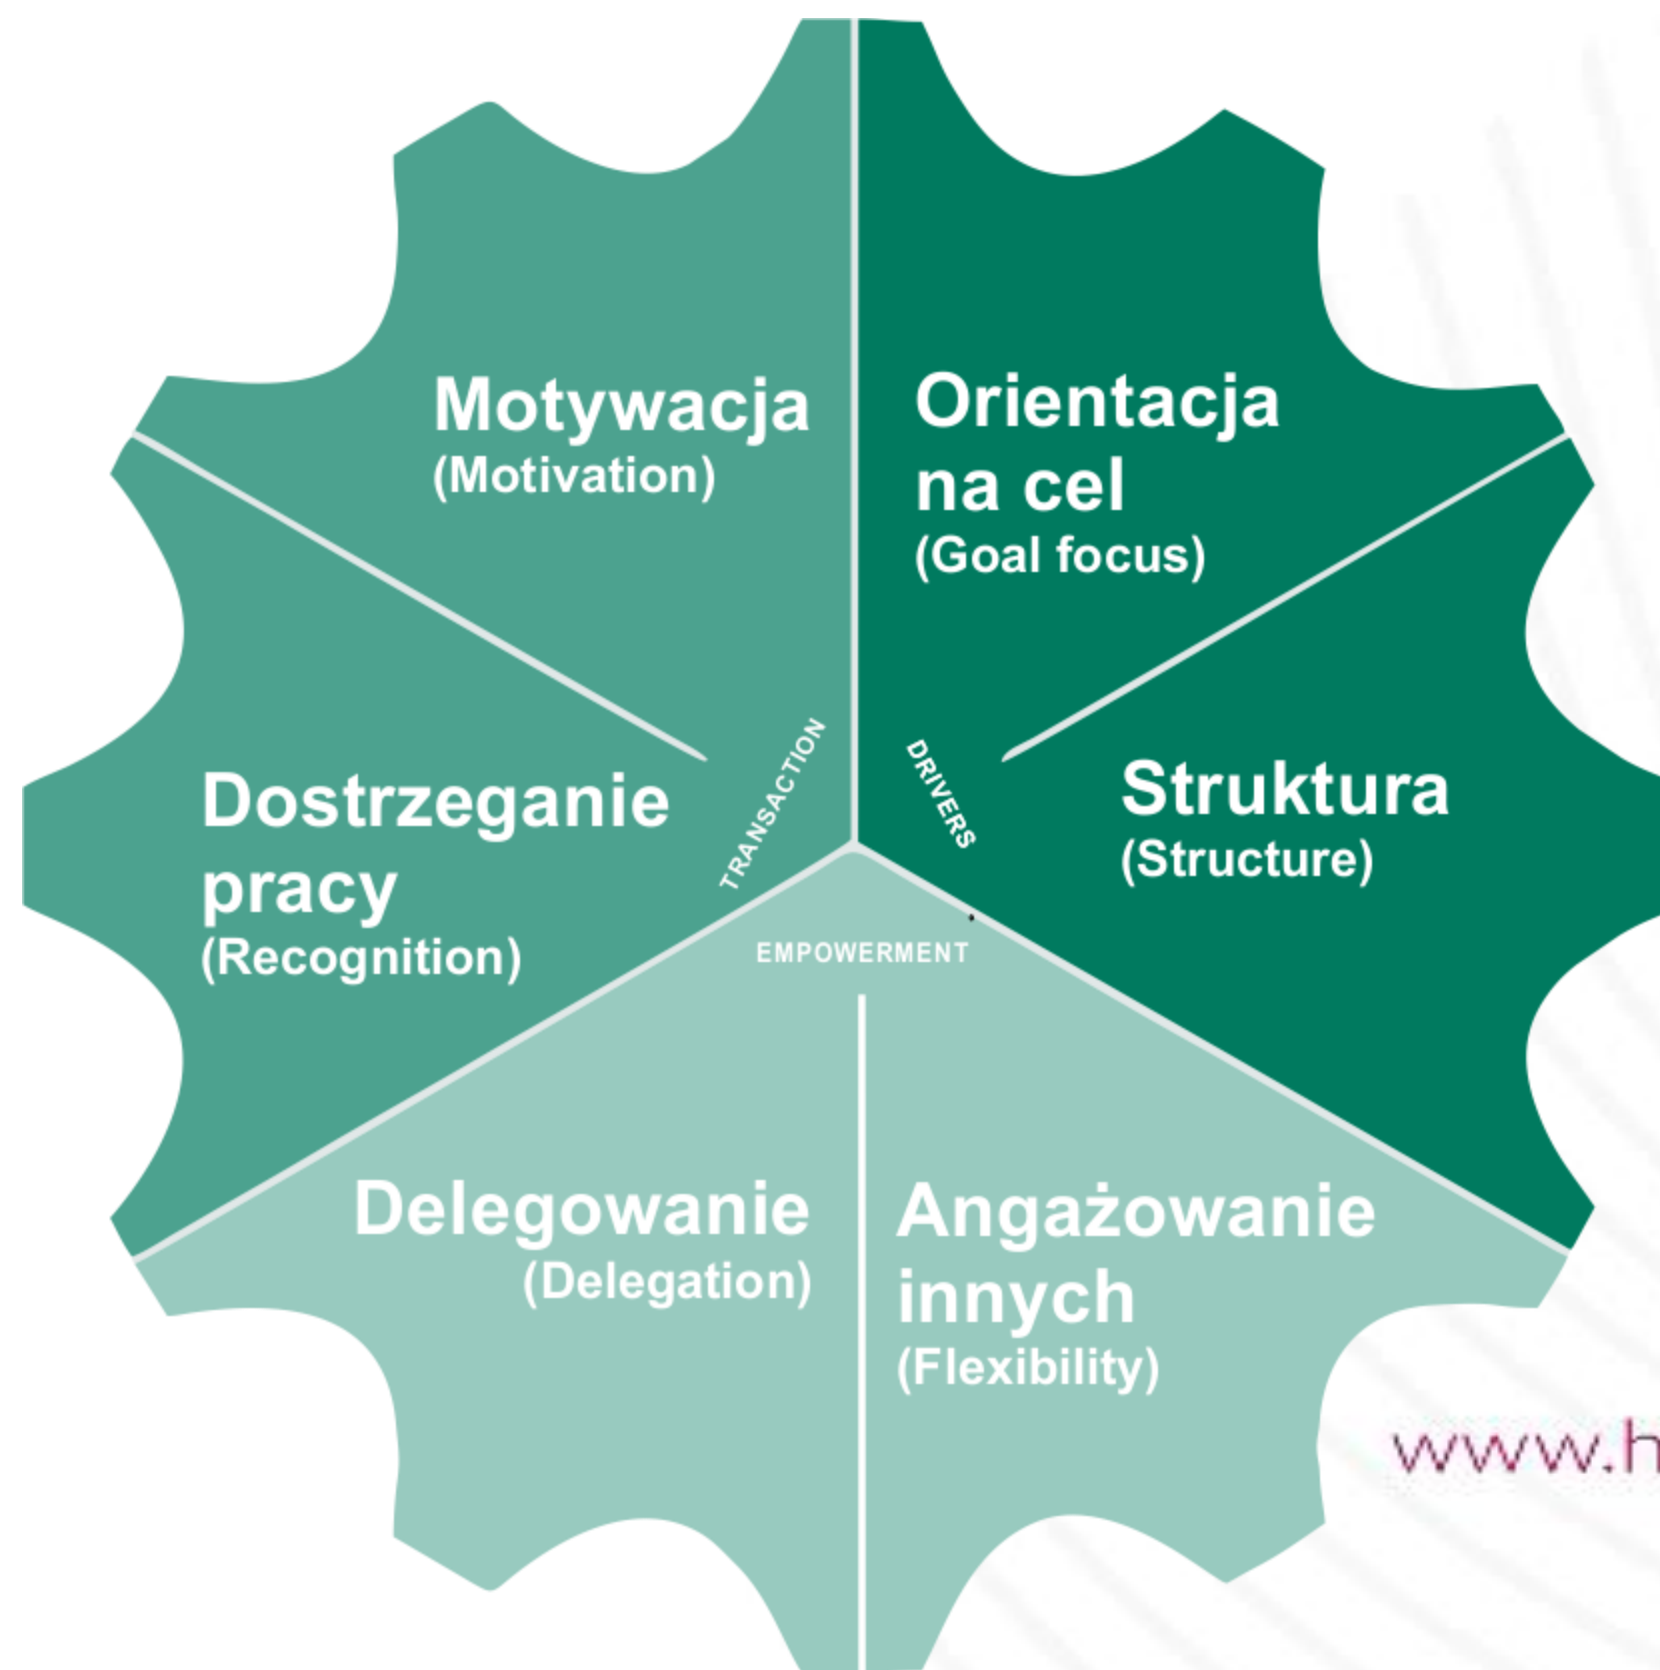 Motywacja
(Motivation)
Orientacja
na cel
(Goal focus)
Dostrzeganie
pracy
(Recognition)
TRANSACTION
DRIVERS
Struktura
(Structure)
EMPOWERMENT
Delegowanie
(Delegation)
Angażowanie
innych
(Flexibility)
www.h